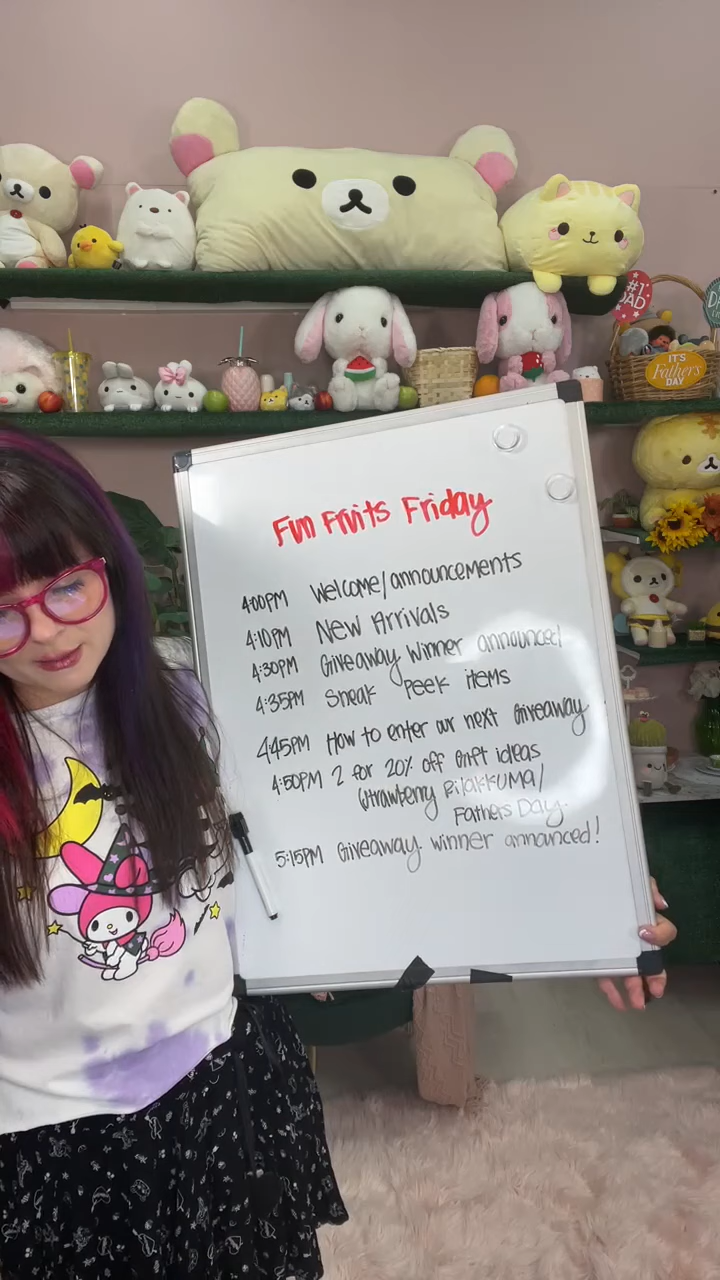 #1
DAD
IT'S
Fathers
DAY
Fun Fruits Friday
4:00PM Welcome/announcements
4:10PM New Arrivals
4:30PM Giveaway Winner announced
4:35PM Sneak Peek items
4:45PM How to enter our next Giveaway
4:50PM 2 for 20% off Gift ideas
(Strawberry Rilakkuma/
Fathers Day
5:15PM Giveaway winner announced!